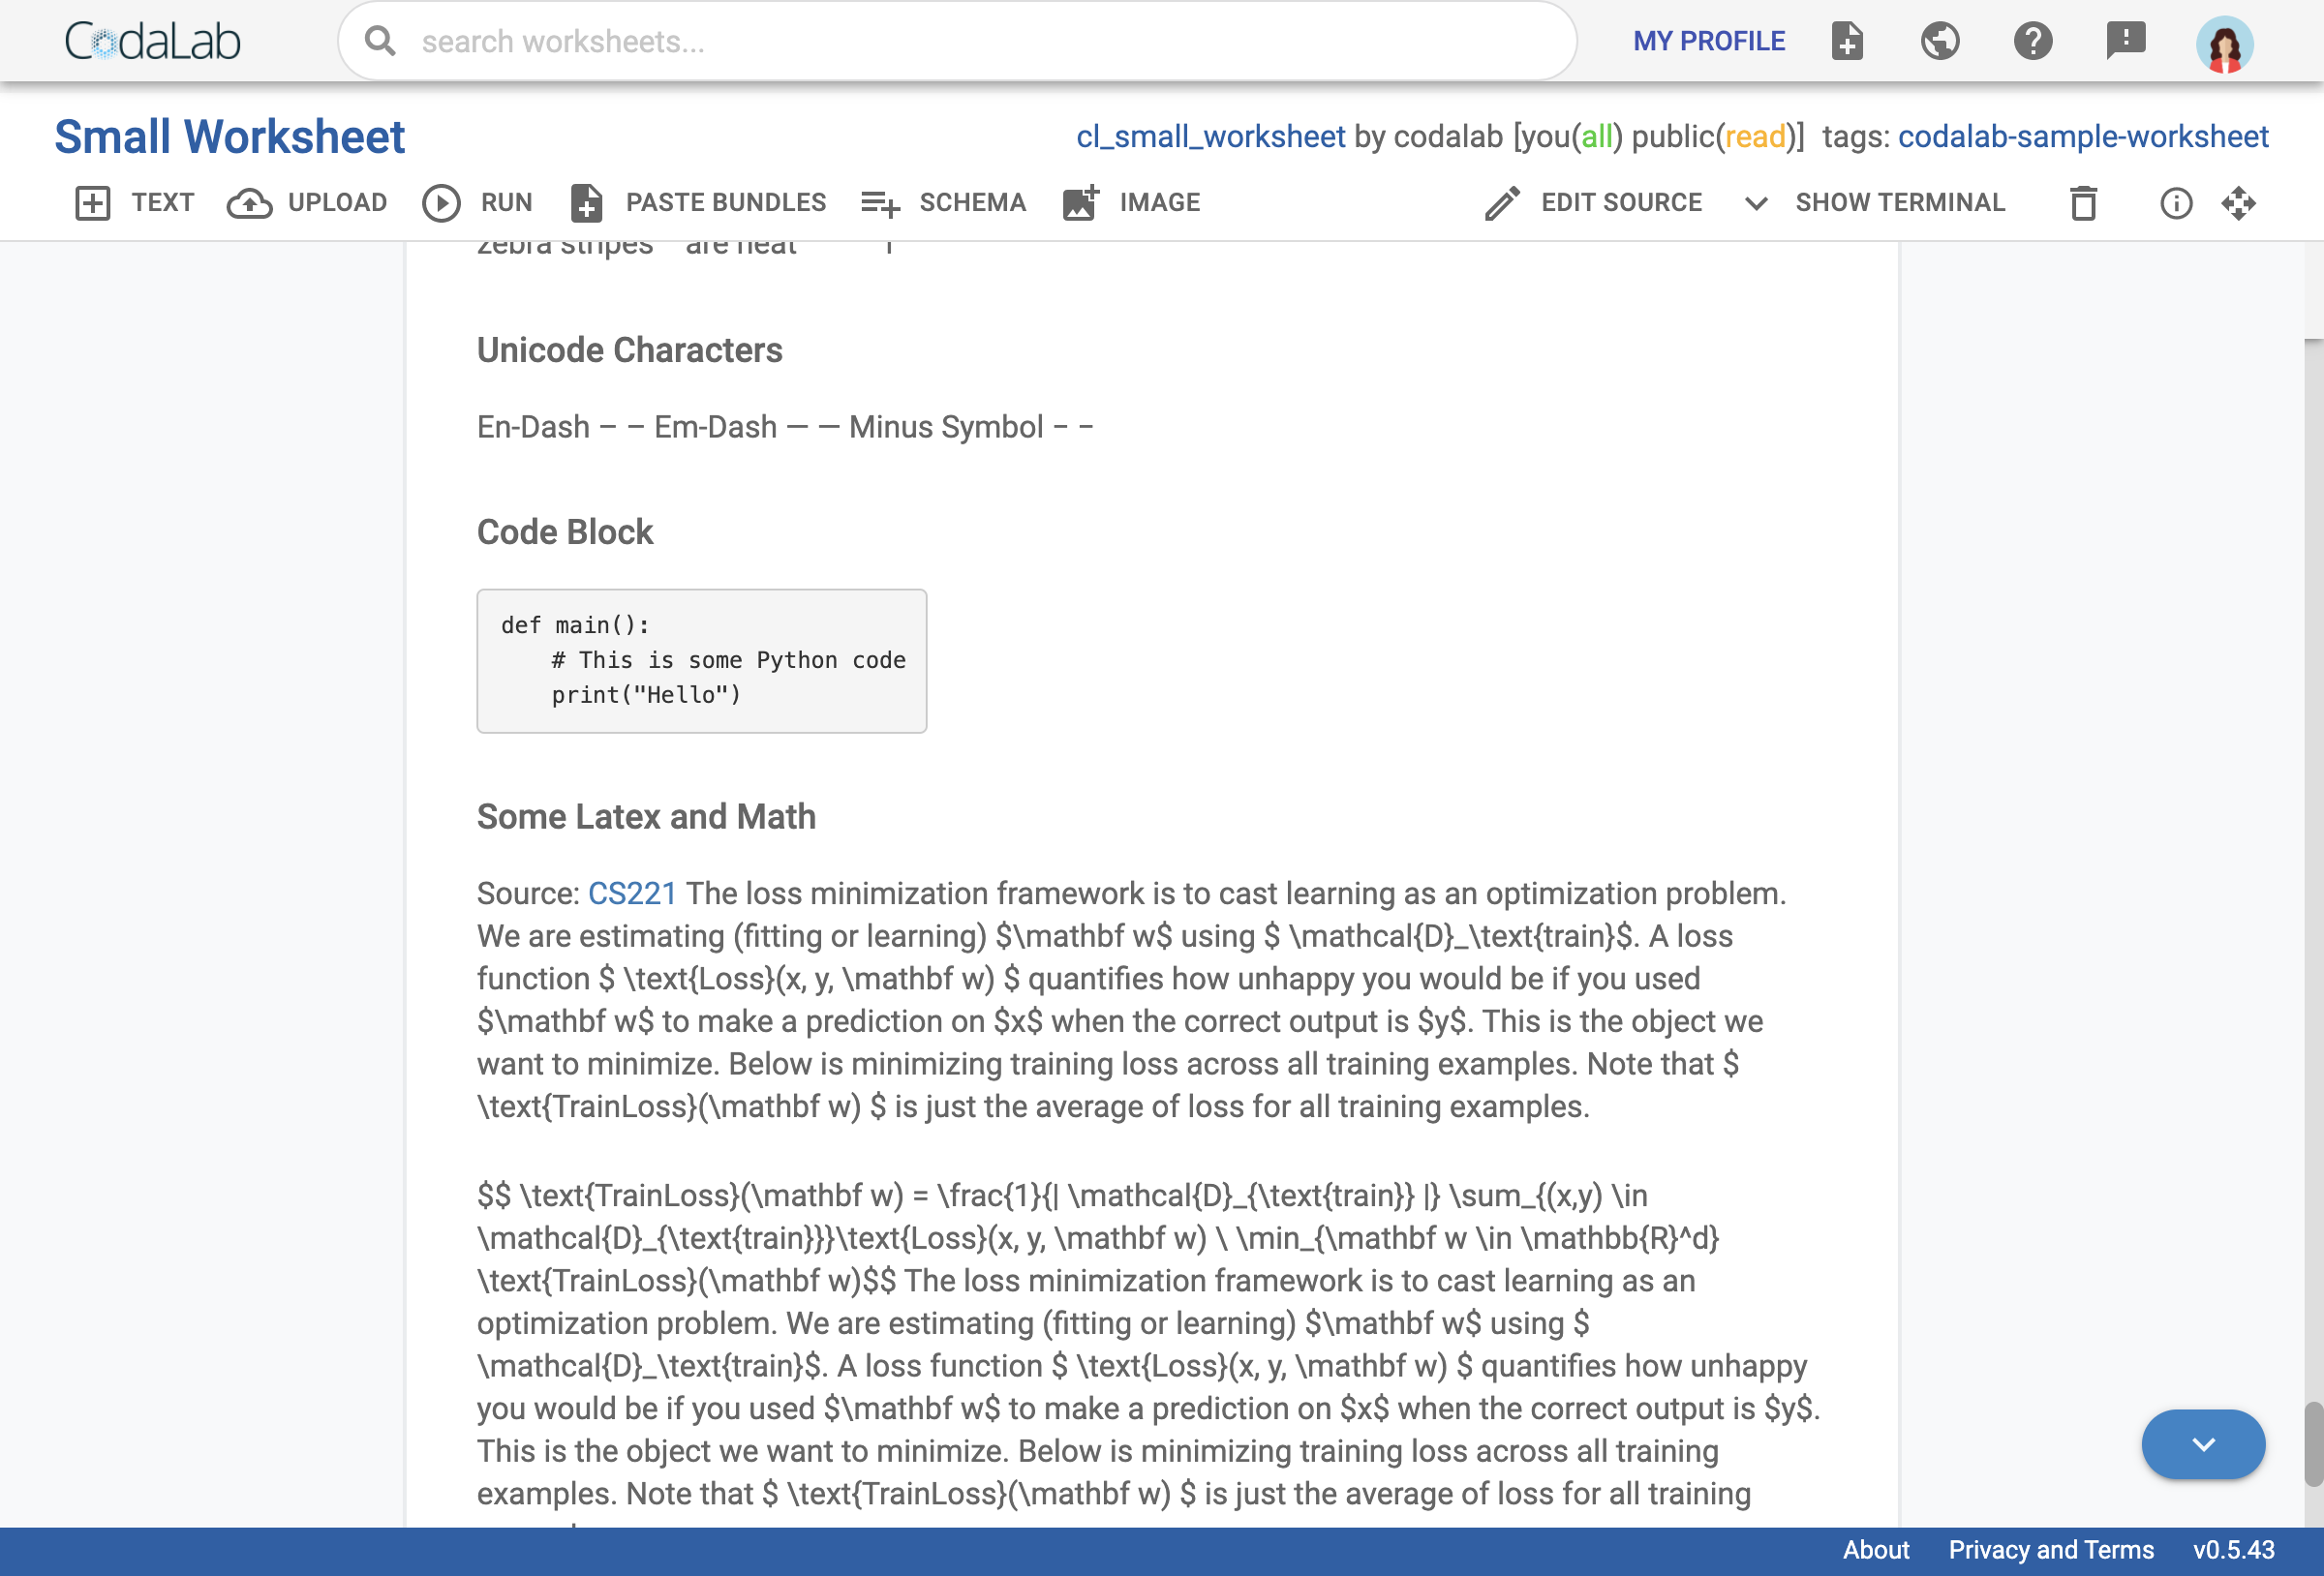 CodaLab
search worksheets...
MY PROFILE
Small Worksheet
cl_small_worksheet by codalab [you(all) public(read)] tags: codalab-sample-worksheet
TEXT UPLOAD RUN PASTE BUNDLES SCHEMA IMAGE EDIT SOURCE SHOW TERMINAL
zebra stripes are neat
Unicode Characters
En-Dash – – Em-Dash — — Minus Symbol − −
Code Block
def main():
    # This is some Python code
    print("Hello")
Some Latex and Math
Source: CS221 The loss minimization framework is to cast learning as an optimization problem.
We are estimating (fitting or learning) $\mathbf w$ using $ \mathcal{D}_\text{train}$. A loss
function $ \text{Loss}(x, y, \mathbf w) $ quantifies how unhappy you would be if you used
$\mathbf w$ to make a prediction on $x$ when the correct output is $y$. This is the object we
want to minimize. Below is minimizing training loss across all training examples. Note that $
\text{TrainLoss}(\mathbf w) $ is just the average of loss for all training examples.
$$ \text{TrainLoss}(\mathbf w) = \frac{1}{| \mathcal{D}_{\text{train}} |} \sum_{(x,y) \in
\mathcal{D}_{\text{train}}}\text{Loss}(x, y, \mathbf w) \ \min_{\mathbf w \in \mathbb{R}^d}
\text{TrainLoss}(\mathbf w)$$ The loss minimization framework is to cast learning as an
optimization problem. We are estimating (fitting or learning) $\mathbf w$ using $
\mathcal{D}_\text{train}$. A loss function $ \text{Loss}(x, y, \mathbf w) $ quantifies how unhappy
you would be if you used $\mathbf w$ to make a prediction on $x$ when the correct output is $y$.
This is the object we want to minimize. Below is minimizing training loss across all training
examples. Note that $ \text{TrainLoss}(\mathbf w) $ is just the average of loss for all training
About Privacy and Terms v0.5.43